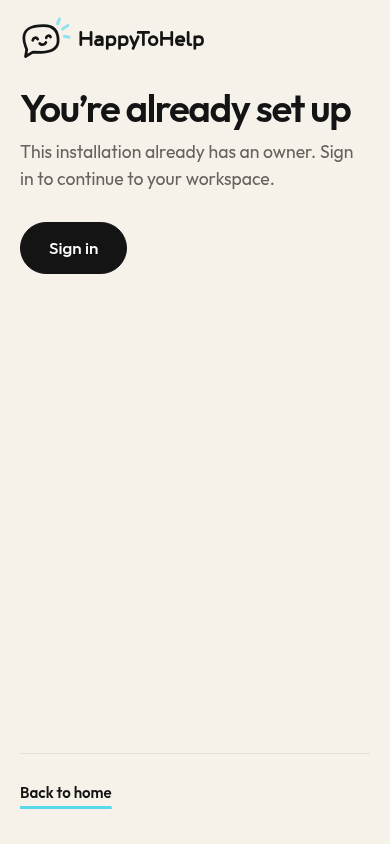 HappyToHelp
You’re already set up
This installation already has an owner. Sign
in to continue to your workspace.
Sign in
Back to home